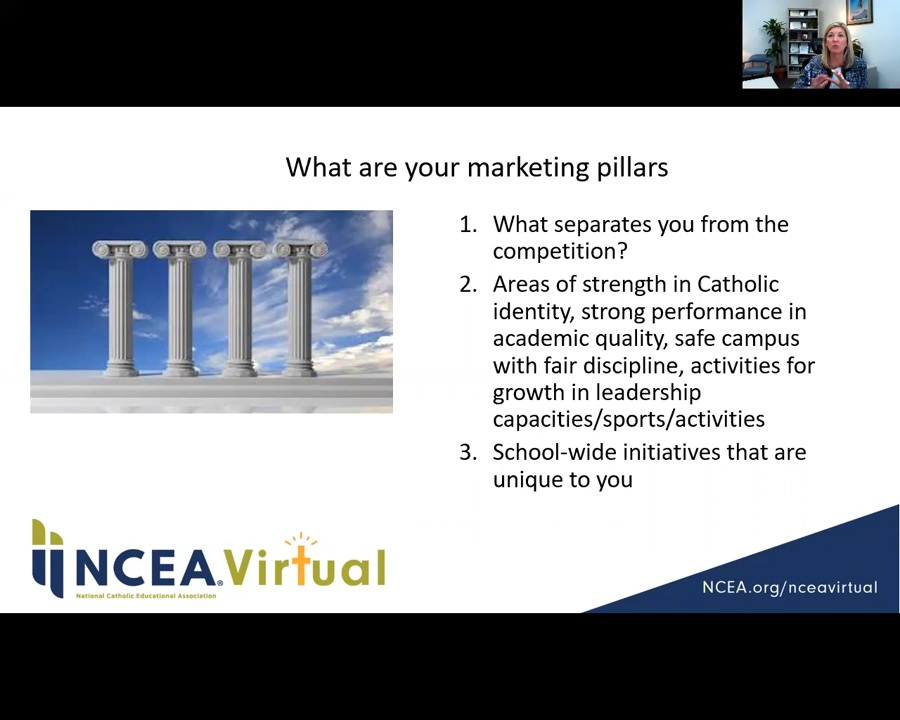 What are your marketing pillars
1. What separates you from the
competition?
2. Areas of strength in Catholic
identity, strong performance in
academic quality, safe campus
with fair discipline, activities for
growth in leadership
capacities/sports/activities
3. School-wide initiatives that are
unique to you
NCEA® Virtual
National Catholic Educational Association
NCEA.org/nceavirtual